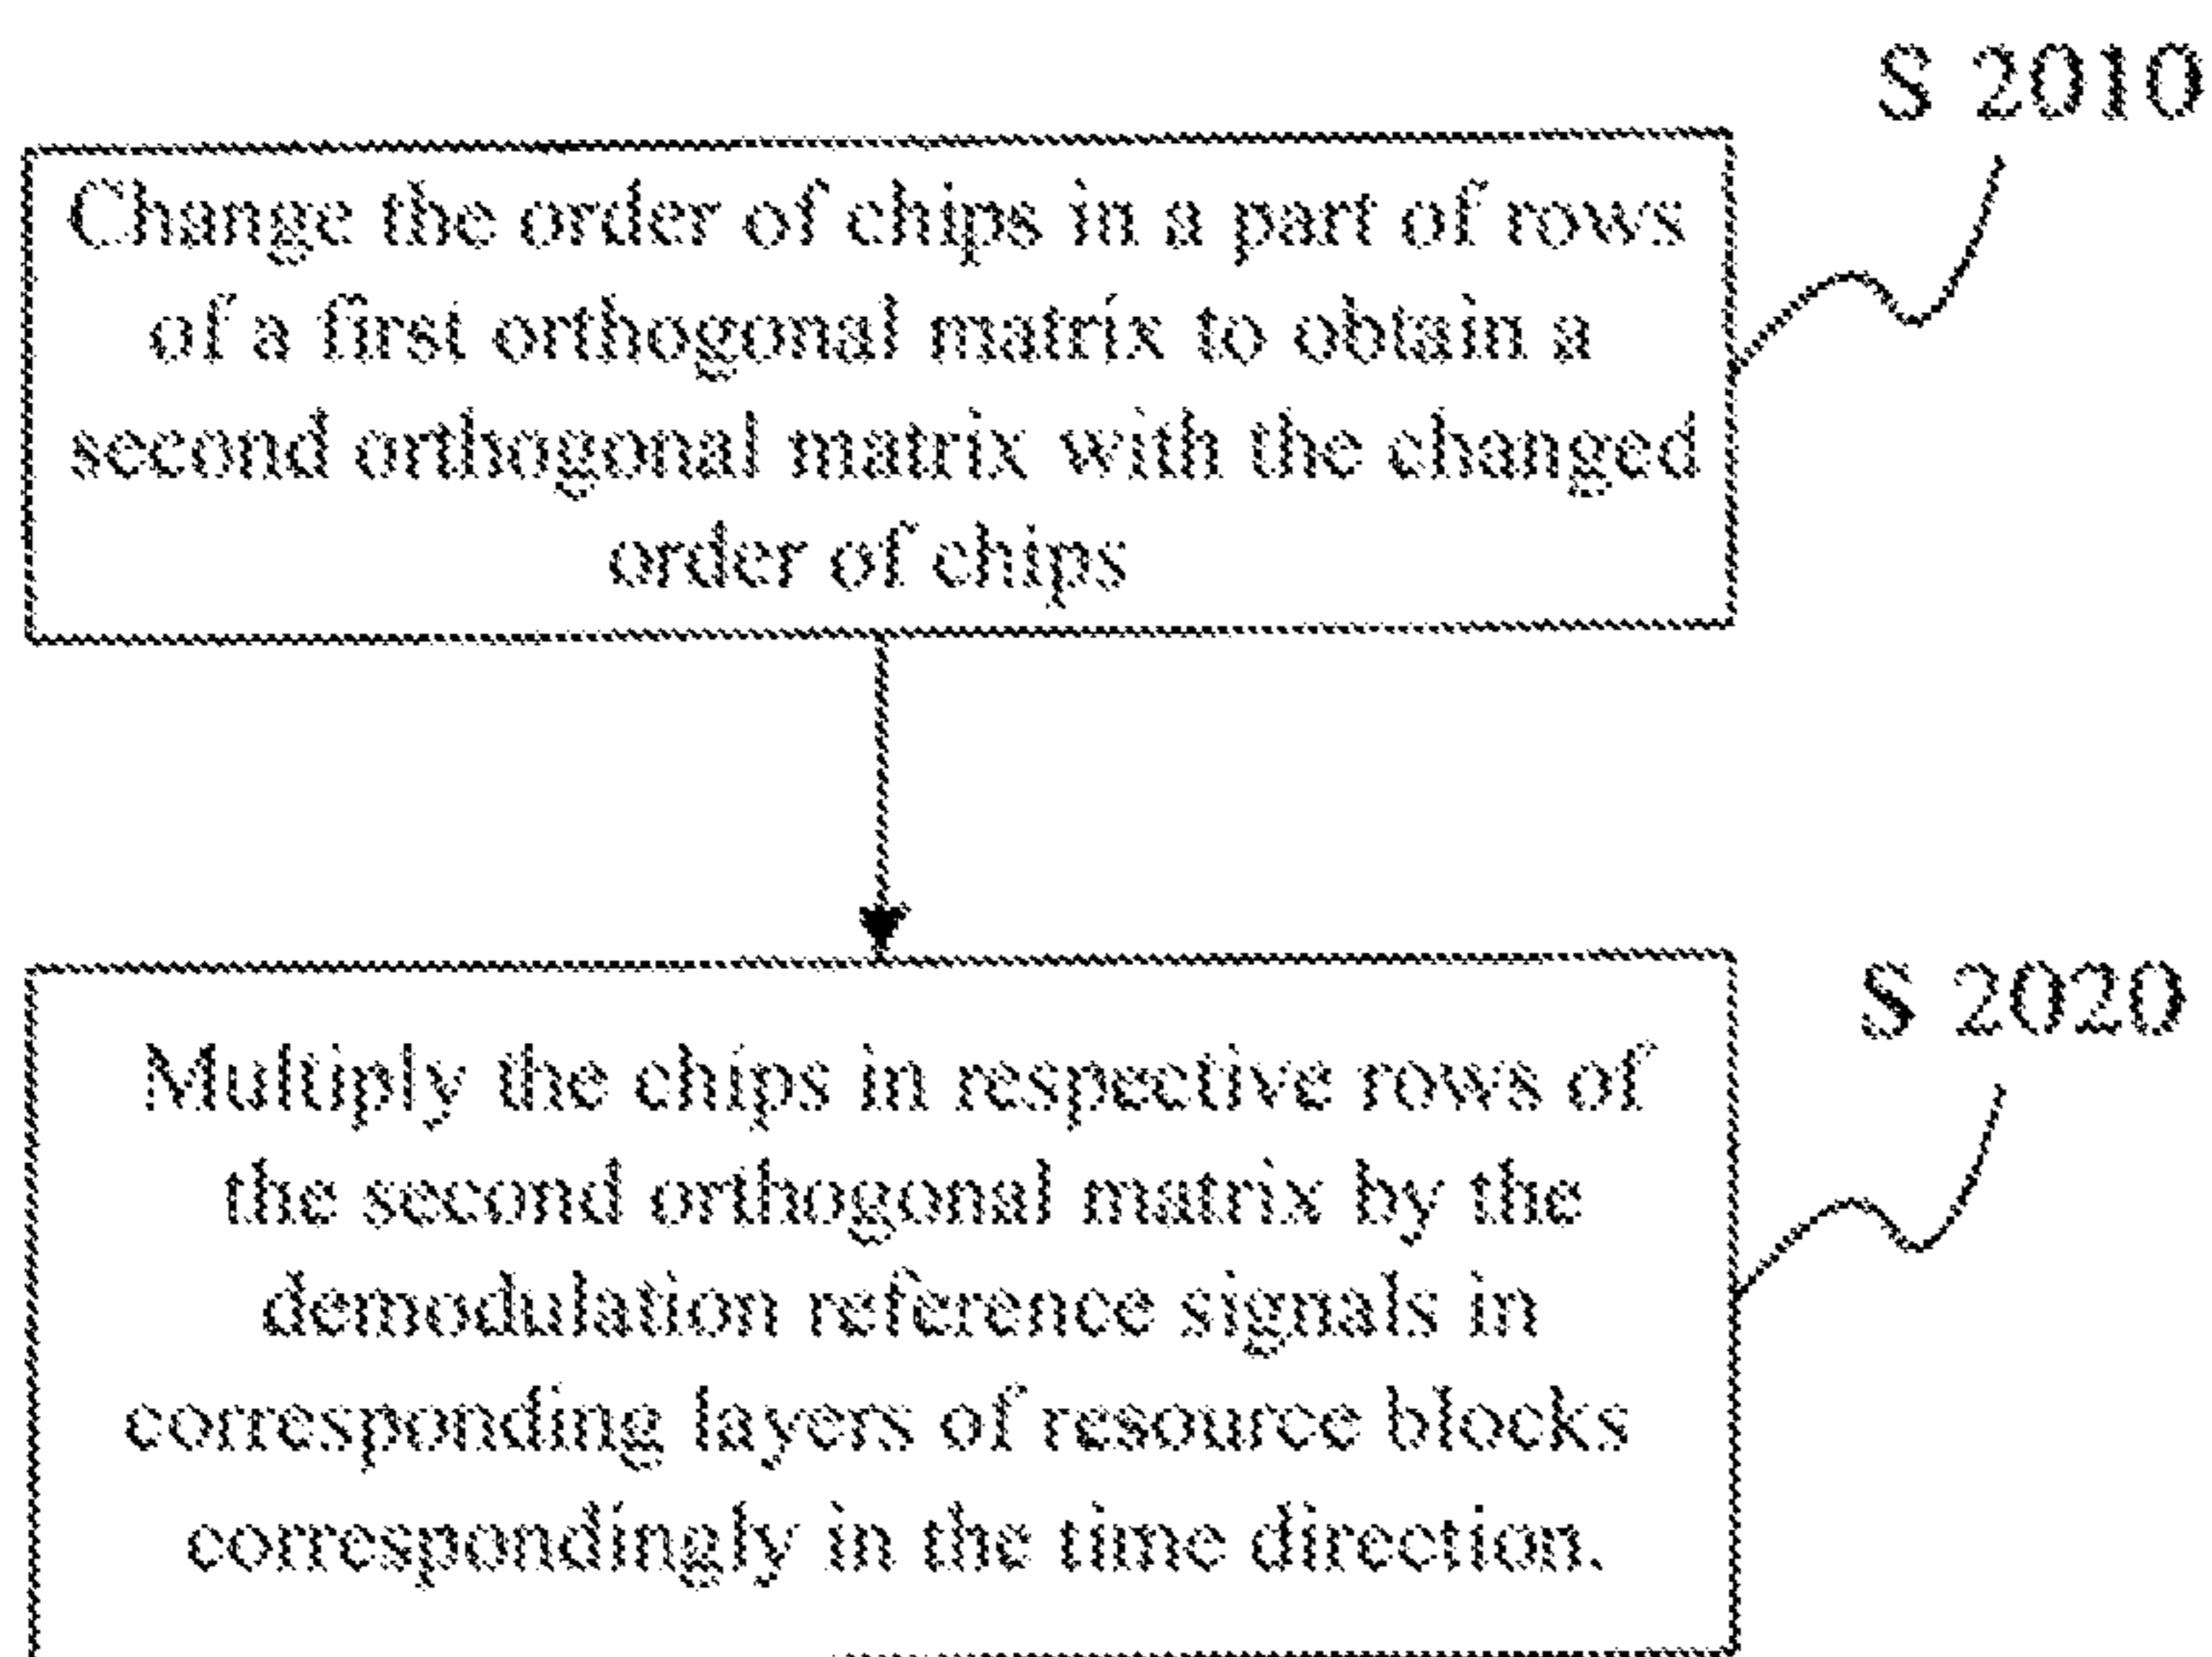 S 2010
Change the order of chips in a part of rows
of a first orthogonal matrix to obtain a
second orthogonal matrix with the changed
order of chips
S 2020
Multiply the chips in respective rows of
the second orthogonal matrix by the
demodulation reference signals in
corresponding layers of resource blocks
correspondingly in the time direction.